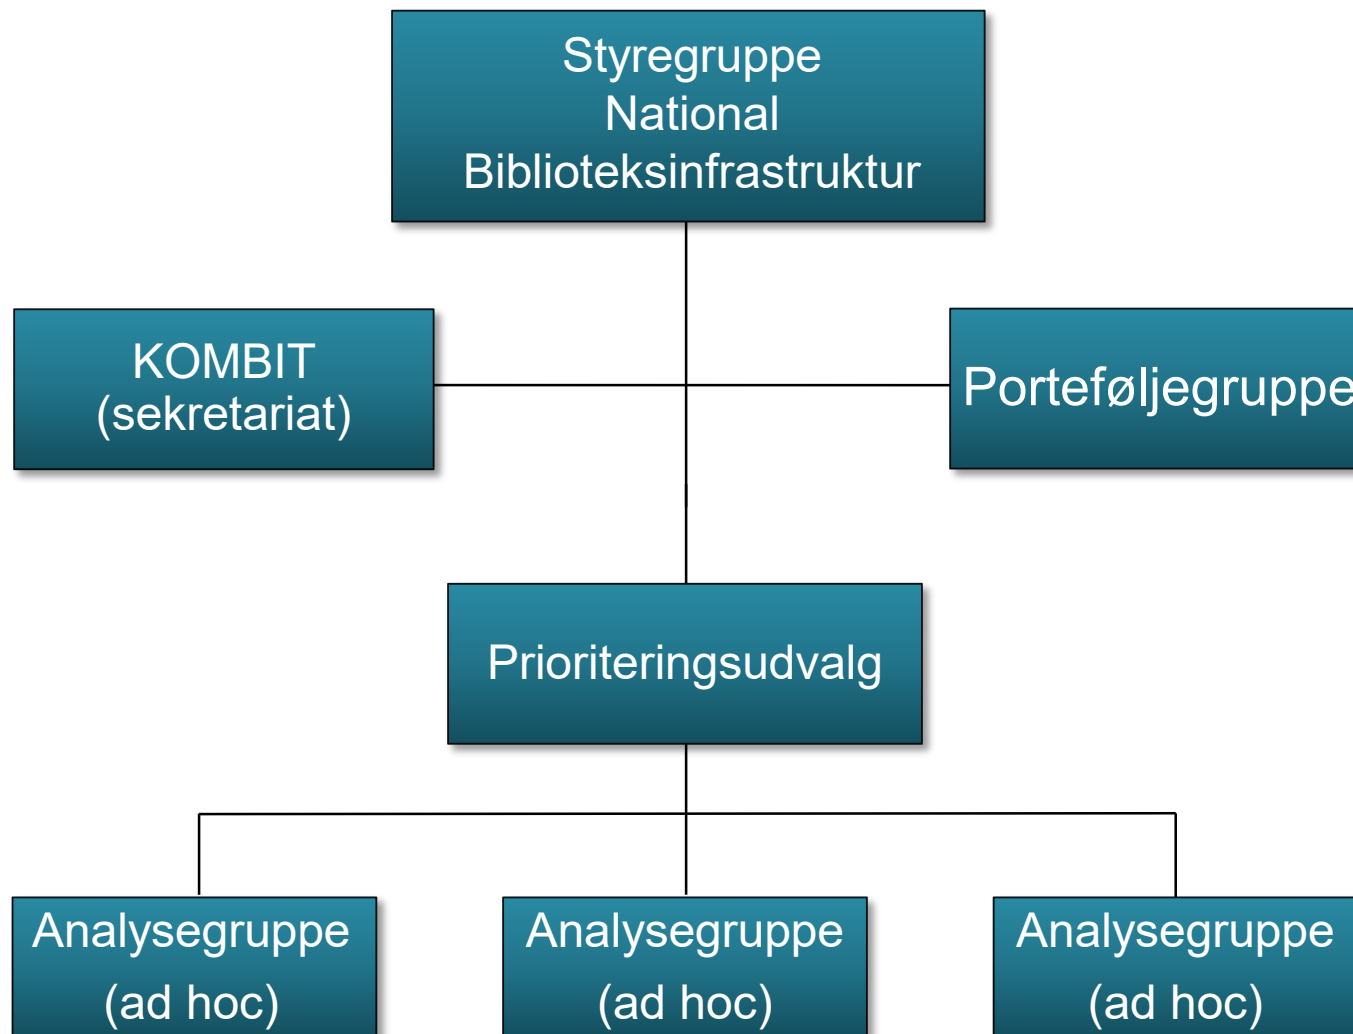 Styregruppe
National
Biblioteksinfrastruktur
KOMBIT
(sekretariat)
Porteføljegruppe
Prioriteringsudvalg
Analysegruppe
(ad hoc)
Analysegruppe
(ad hoc)
Analysegruppe
(ad hoc)